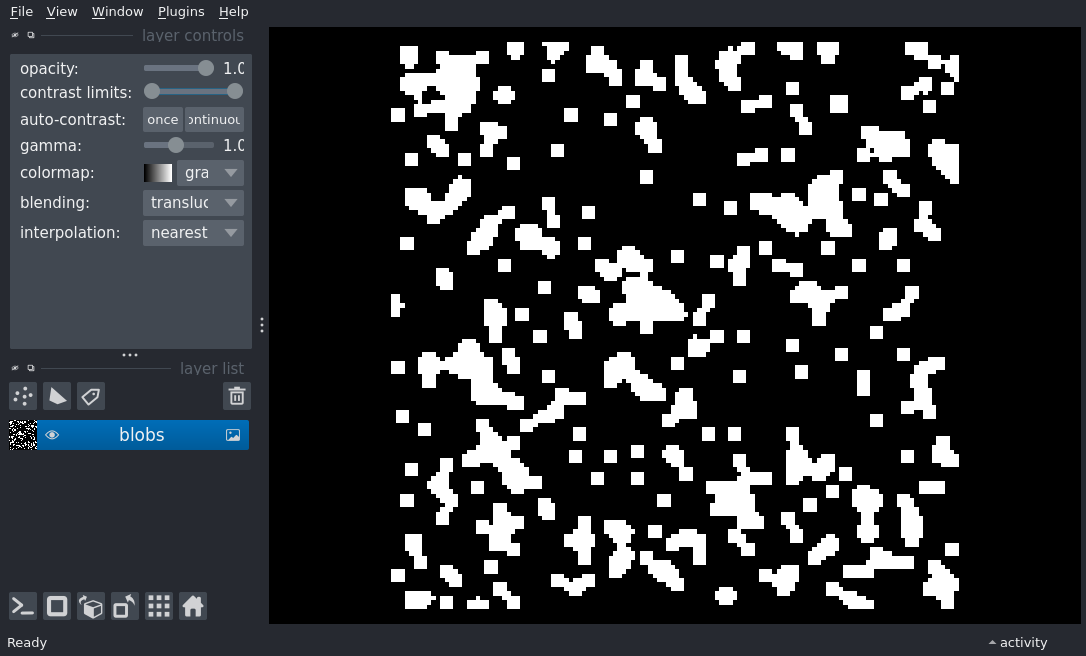 File View Window Plugins Help
layer controls
opacity: 1.0
contrast limits:
auto-contrast: once ontinuou
gamma: 1.0
colormap: gra
blending: transluc
interpolation: nearest
layer list
blobs
Ready
activity